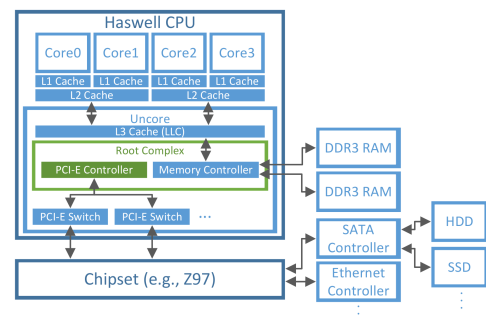 Haswell CPU
Core0 Core1 Core2 Core3
L1 Cache L1 Cache L1 Cache L1 Cache
L2 Cache L2 Cache
Uncore
L3 Cache (LLC)
Root Complex
PCI-E Controller Memory Controller
PCI-E Switch PCI-E Switch ...
DDR3 RAM
DDR3 RAM
SATA
Controller
HDD
SSD
Chipset (e.g., Z97)
Ethernet
Controller